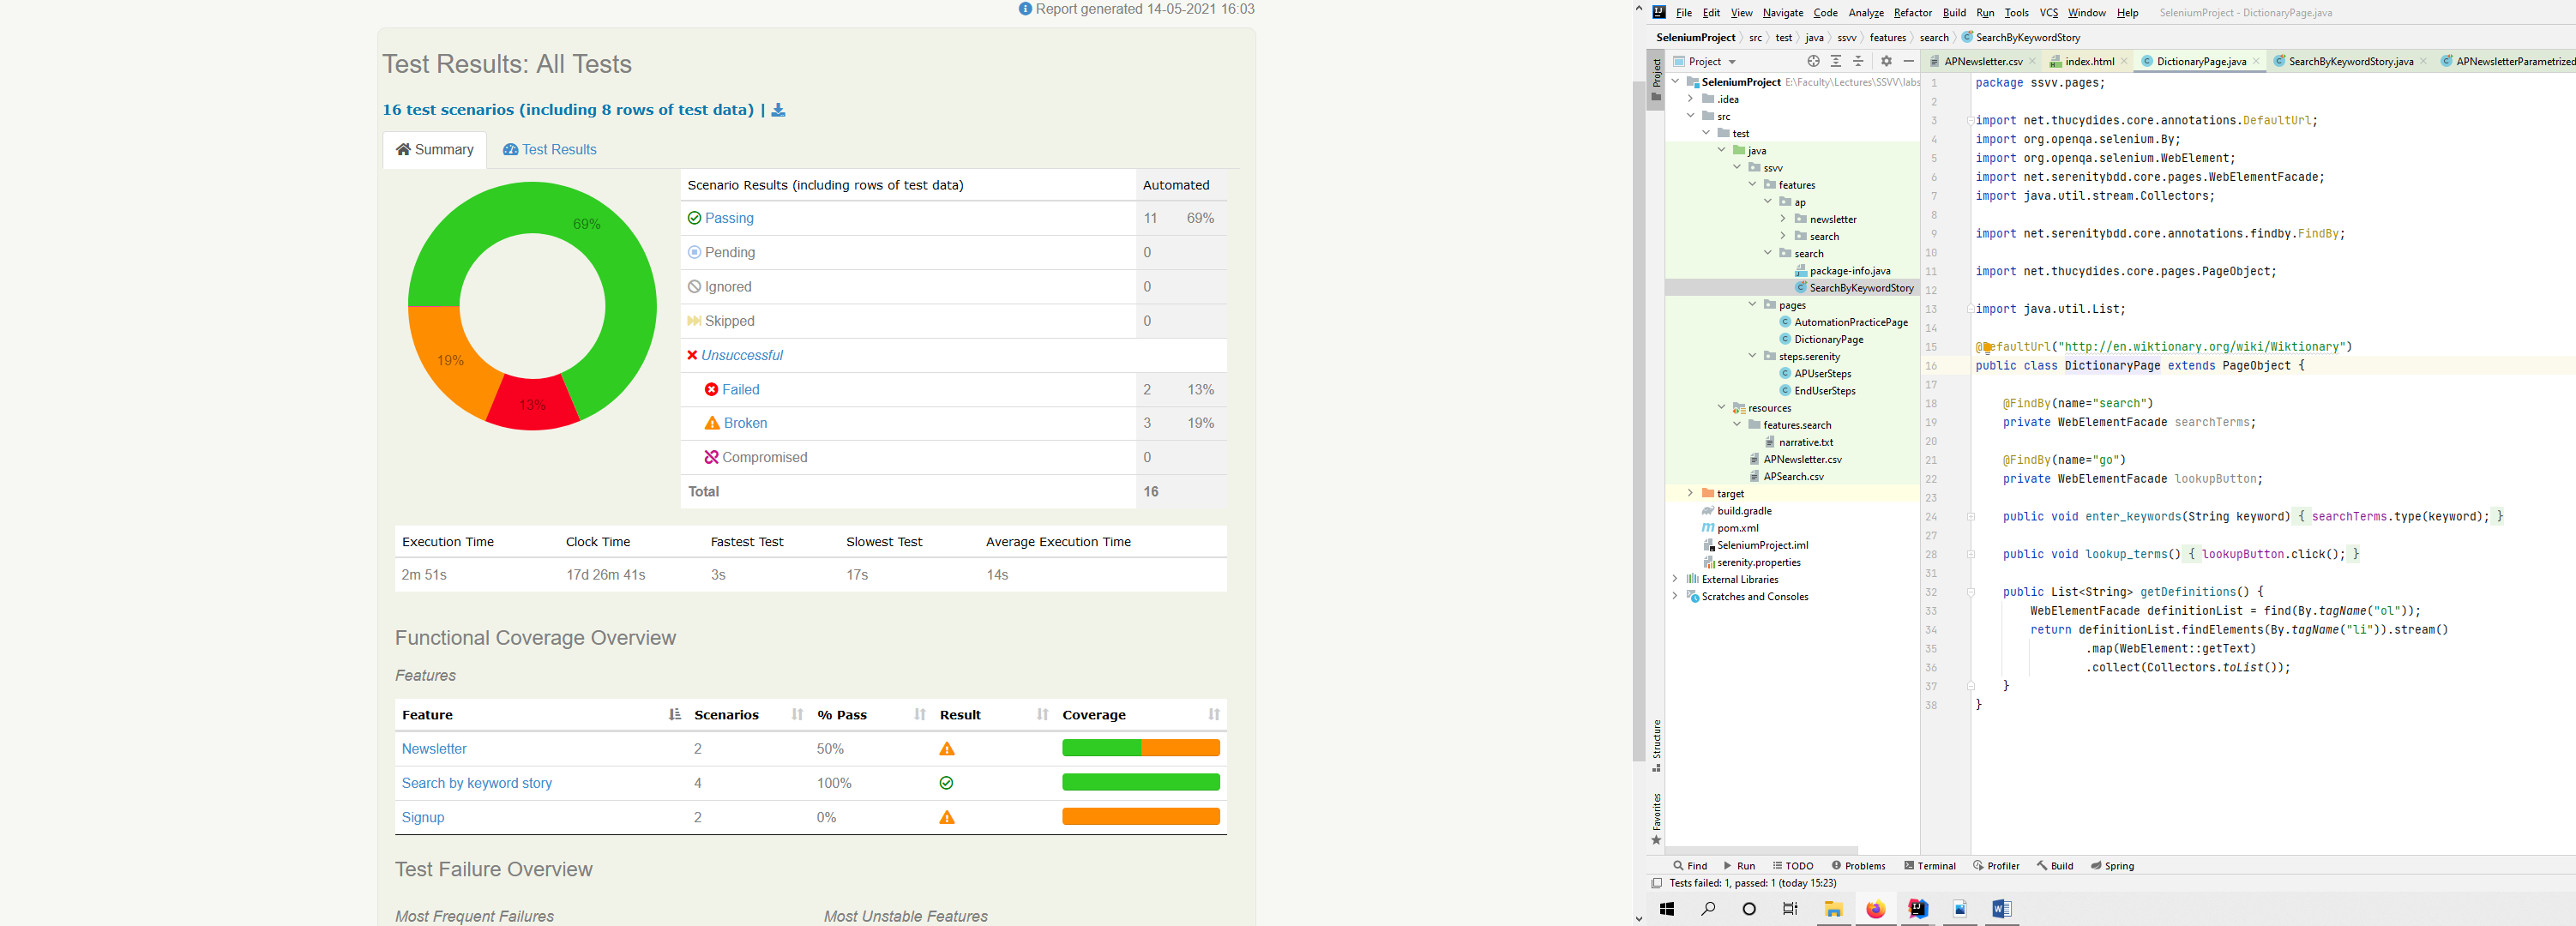 Report generated 14-05-2021 16:03
Test Results: All Tests
16 test scenarios (including 8 rows of test data) |
Summary
Test Results
69%
19%
13%
Scenario Results (including rows of test data) Automated
Passing 11 69%
Pending 0
Ignored 0
Skipped 0
Unsuccessful
Failed 2 13%
Broken 3 19%
Compromised 0
Total 16
Execution Time Clock Time Fastest Test Slowest Test Average Execution Time
2m 51s 17d 26m 41s 3s 17s 14s
Functional Coverage Overview
Features
Feature Scenarios % Pass Result Coverage
Newsletter 2 50%
Search by keyword story 4 100%
Signup 2 0%
Test Failure Overview
Most Frequent Failures Most Unstable Features
File Edit View Navigate Code Analyze Refactor Build Run Tools VCS Window Help SeleniumProject - DictionaryPage.java
SeleniumProject src test java ssvv features search SearchByKeywordStory
Project
Project
Structure
Favorites
SeleniumProject E:\Faculty\Lectures\SSVV\labs
.idea
src
test
java
ssvv
features
ap
newsletter
search
search
package-info.java
SearchByKeywordStory
pages
AutomationPracticePage
DictionaryPage
steps.serenity
APUserSteps
EndUserSteps
resources
features.search
narrative.txt
APNewsletter.csv
APSearch.csv
target
build.gradle
pom.xml
SeleniumProject.iml
serenity.properties
External Libraries
Scratches and Consoles
APNewsletter.csv index.html DictionaryPage.java SearchByKeywordStory.java APNewsletterParametrized
1 package ssvv.pages;
2
3 import net.thucydides.core.annotations.DefaultUrl;
4 import org.openqa.selenium.By;
5 import org.openqa.selenium.WebElement;
6 import net.serenitybdd.core.pages.WebElementFacade;
7 import java.util.stream.Collectors;
8
9 import net.serenitybdd.core.annotations.findby.FindBy;
10
11 import net.thucydides.core.pages.PageObject;
12
13 import java.util.List;
14
15 @DefaultUrl("http://en.wiktionary.org/wiki/Wiktionary")
16 public class DictionaryPage extends PageObject {
17
18 @FindBy(name="search")
19 private WebElementFacade searchTerms;
20
21 @FindBy(name="go")
22 private WebElementFacade lookupButton;
23
24 public void enter_keywords(String keyword) { searchTerms.type(keyword); }
27
28 public void lookup_terms() { lookupButton.click(); }
31
32 public List<String> getDefinitions() {
33 WebElementFacade definitionList = find(By.tagName("ol"));
34 return definitionList.findElements(By.tagName("li")).stream()
35 .map(WebElement::getText)
36 .collect(Collectors.toList());
37 }
38 }
Find Run TODO Problems Terminal Profiler Build Spring
Tests failed: 1, passed: 1 (today 15:23)